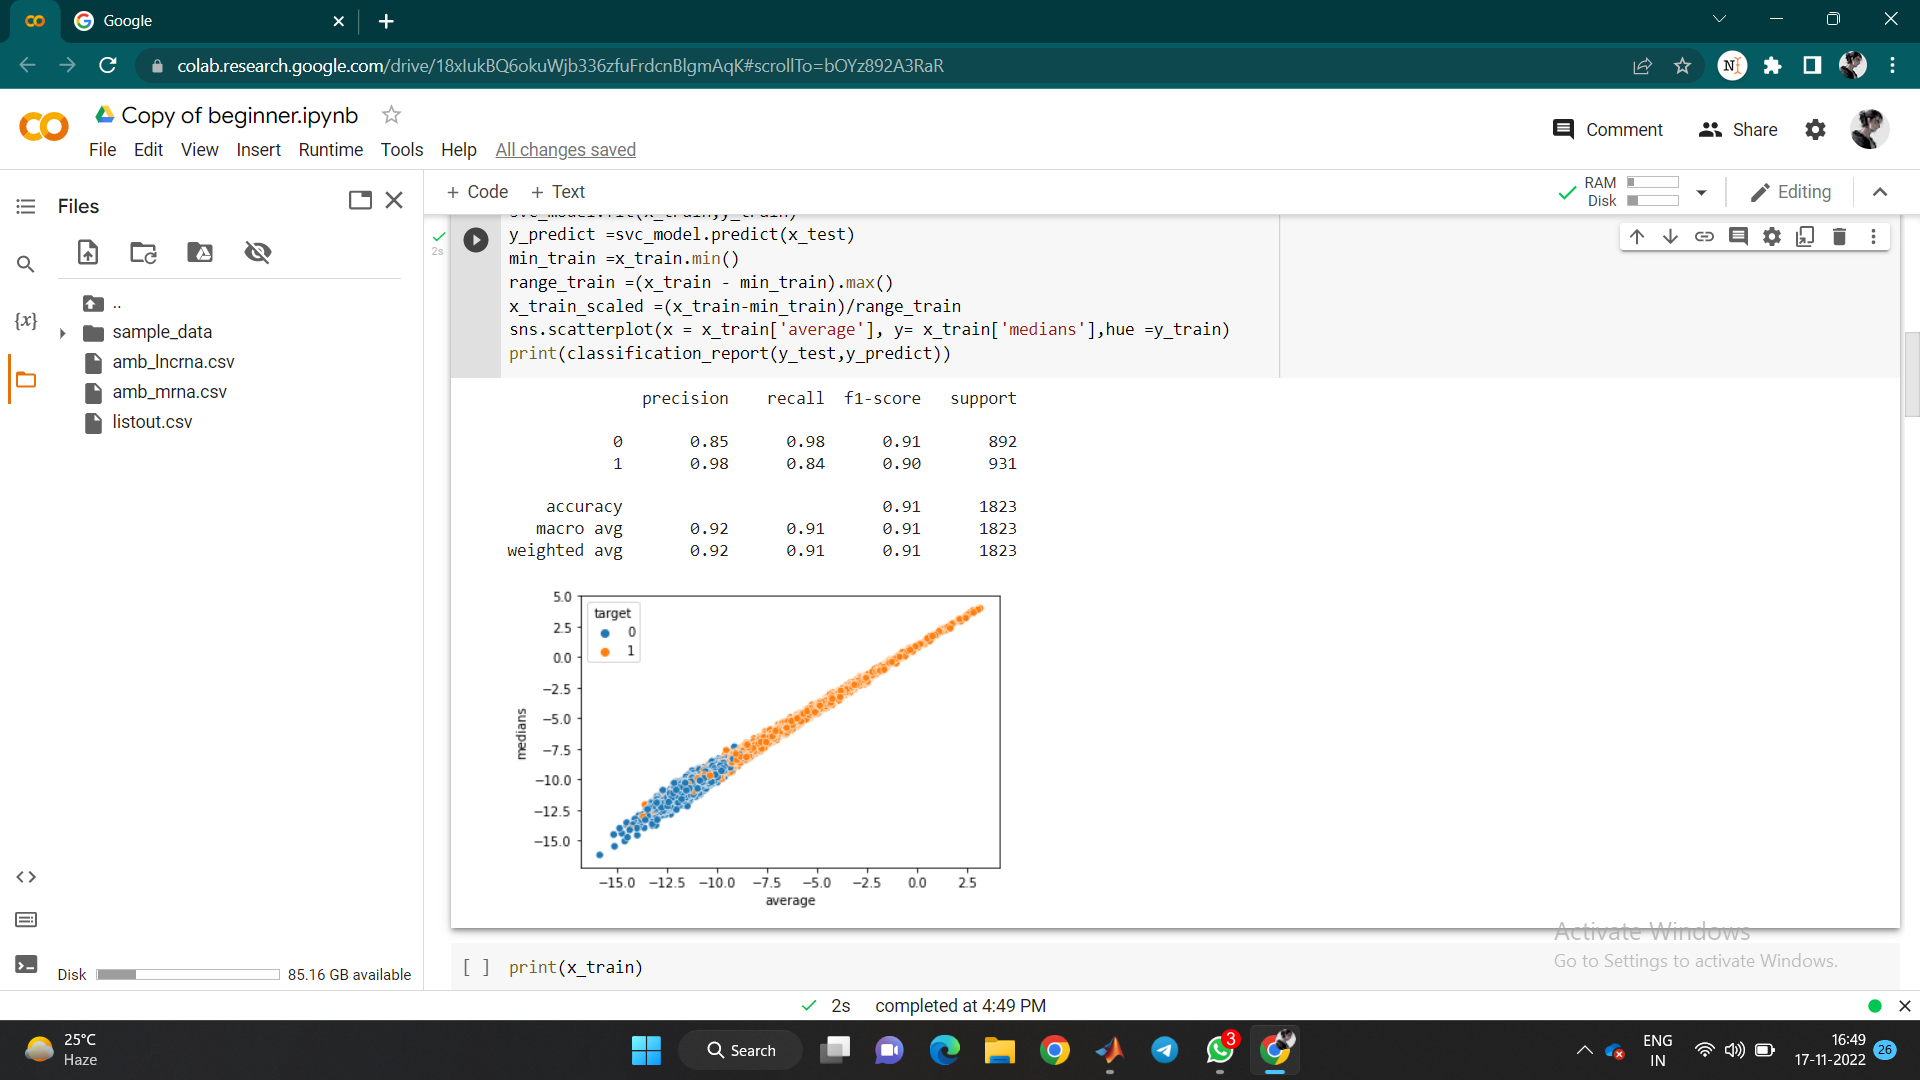 Google
colab.research.google.com/drive/18xIukBQ6okuWjb336zfuFrdcnBlgmAqK#scrollTo=bOYz892A3RaR
Copy of beginner.ipynb
Comment
Share
File Edit View Insert Runtime Tools Help All changes saved
Files
+ Code + Text
RAM
Disk
Editing
svc_model.fit(x_train,y_train)
2s
y_predict =svc_model.predict(x_test)
min_train =x_train.min()
range_train =(x_train - min_train).max()
x_train_scaled =(x_train-min_train)/range_train
sns.scatterplot(x = x_train['average'], y= x_train['medians'],hue =y_train)
print(classification_report(y_test,y_predict))
{x}
..
sample_data
amb_lncrna.csv
amb_mrna.csv
listout.csv
precision recall f1-score support
0 0.85 0.98 0.91 892
1 0.98 0.84 0.90 931
accuracy 0.91 1823
macro avg 0.92 0.91 0.91 1823
weighted avg 0.92 0.91 0.91 1823
target
0
1
5.0
2.5
0.0
−2.5
−5.0
−7.5
−10.0
−12.5
−15.0
medians
−15.0 −12.5 −10.0 −7.5 −5.0 −2.5 0.0 2.5
average
Disk 85.16 GB available
[ ] print(x_train)
Activate Windows
Go to Settings to activate Windows.
2s completed at 4:49 PM
25°C
Haze
Search
3
ENG
IN
16:49
17-11-2022
26